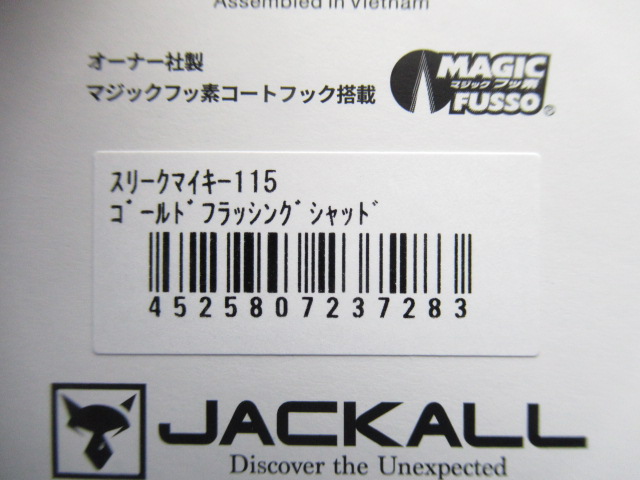 Assembled in Vietnam
オーナー社製
マジックフッ素コートフック搭載
MAGIC
マジック フッ素
FUSSO®
ｽﾘｰｸﾏｲｷｰ115
ｺﾞｰﾙﾄﾞﾌﾗｯｼﾝｸﾞｼｬｯﾄﾞ
4525807237283
JACKALL
Discover the Unexpected